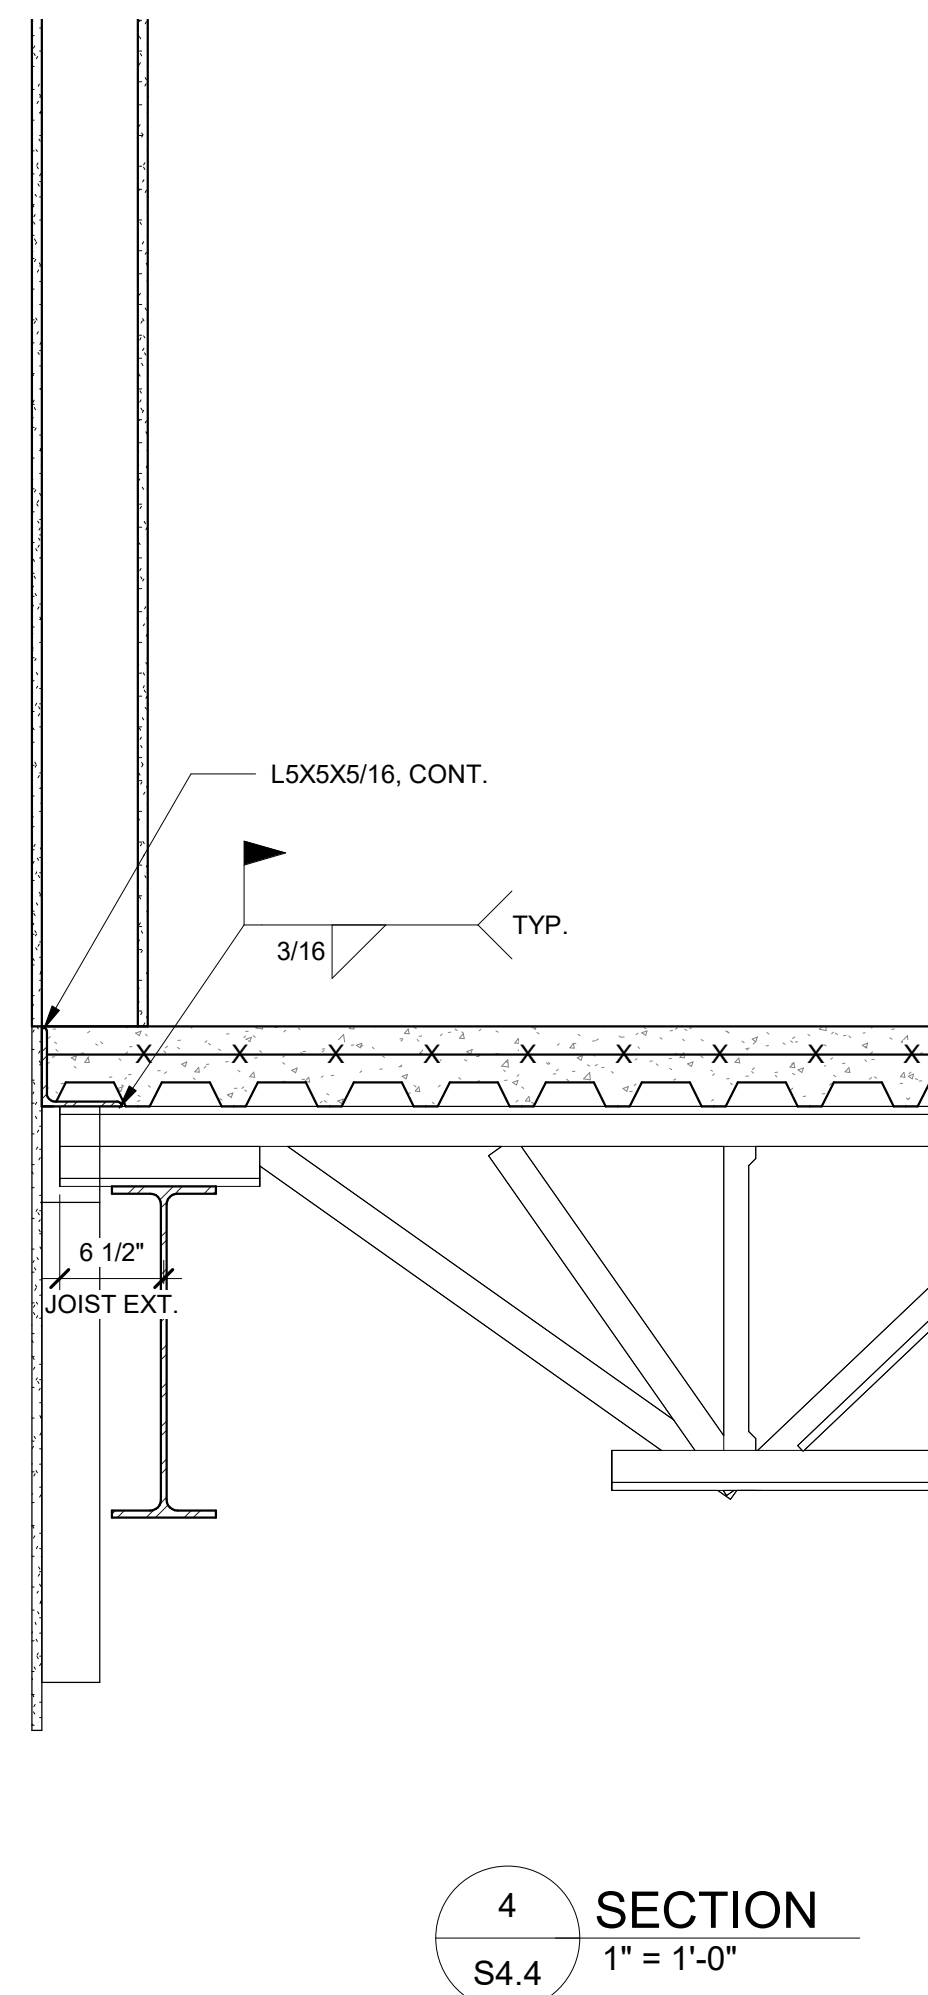 L5X5X5/16, CONT.
TYP.
3/16
X X X X X X X X X
6 1/2"
JOIST EXT.
4
SECTION
1" = 1'-0"
S4.4